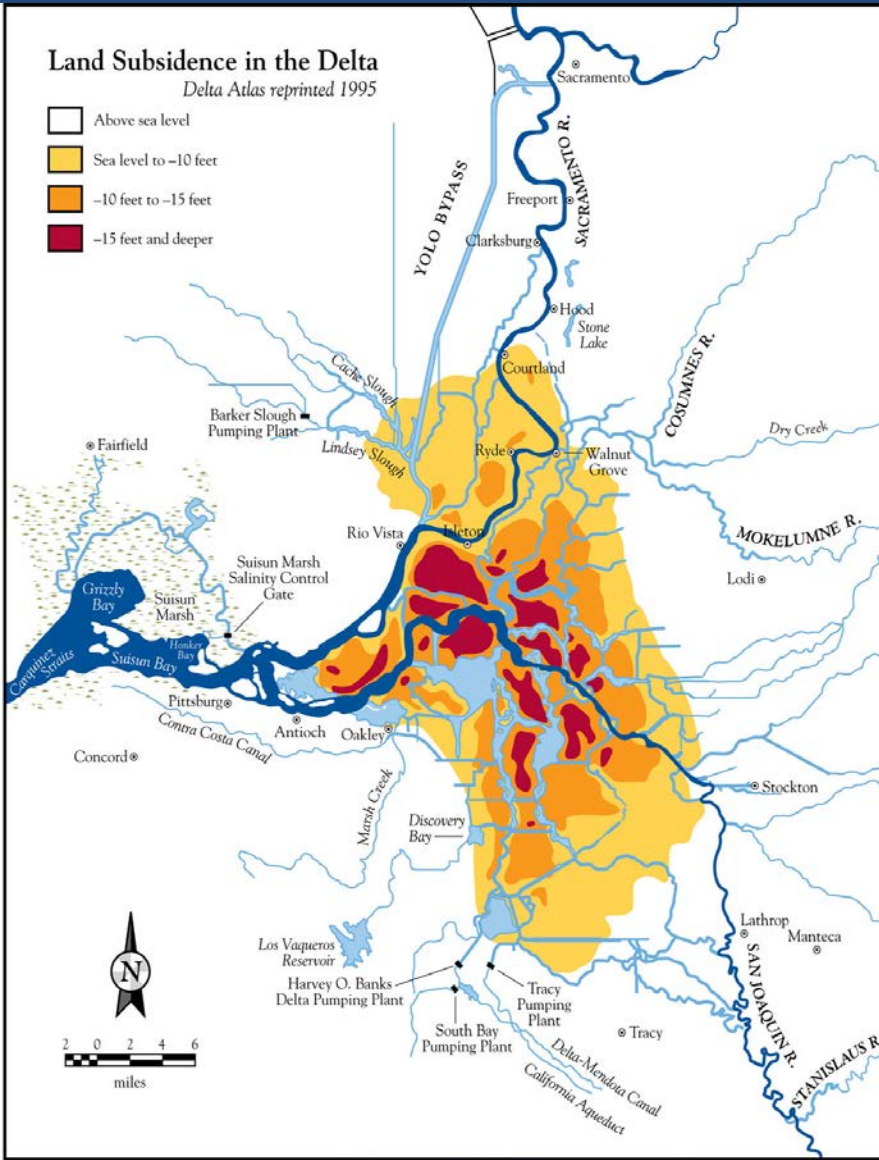 Land Subsidence in the Delta
Delta Atlas reprinted 1995
Above sea level
Sea level to –10 feet
–10 feet to –15 feet
–15 feet and deeper
Sacramento
SACRAMENTO R.
YOLO BYPASS
Freeport
Clarksburg
Hood
Stone
Lake
Courtland
COSUMNES R.
Cache Slough
Barker Slough
Pumping Plant
Lindsey Slough
Ryde
Walnut
Grove
Dry Creek
Fairfield
Rio Vista
Isleton
MOKELUMNE R.
Lodi
Suisun Marsh
Salinity Control
Gate
Grizzly
Bay
Suisun
Marsh
Honker
Bay
Carquinez
Straits
Suisun Bay
Pittsburg
Antioch
Oakley
Contra Costa Canal
Concord
Marsh Creek
Stockton
Discovery
Bay
Los Vaqueros
Reservoir
Lathrop
Manteca
Harvey O. Banks
Delta Pumping Plant
Tracy
Pumping
Plant
South Bay
Pumping Plant
Tracy
SAN JOAQUIN R.
Delta-Mendota Canal
California Aqueduct
STANISLAUS R.
N
2 0 2 4 6
miles